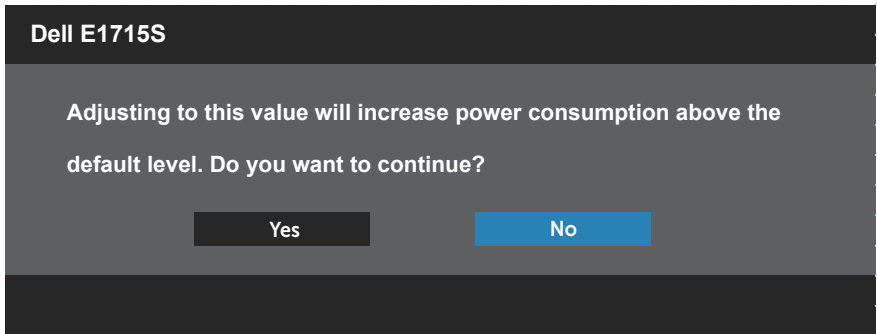 Dell E1715S
Adjusting to this value will increase power consumption above the
default level. Do you want to continue?
Yes
No